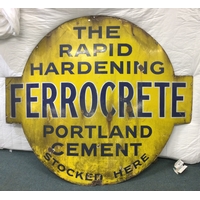 THE
RAPID
HARDENING
FERROCRETE
PORTLAND
CEMENT
STOCKED HERE